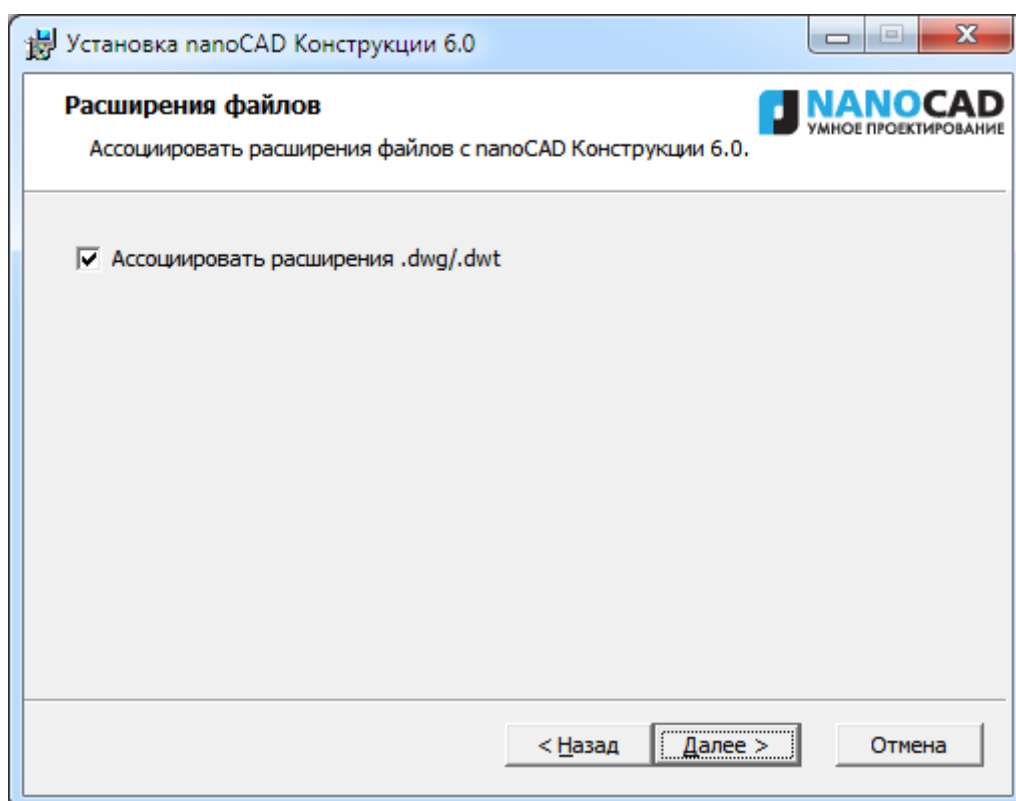 Установка nanoCAD Конструкции 6.0
Расширения файлов
NANOCAD
УМНОЕ ПРОЕКТИРОВАНИЕ
Ассоциировать расширения файлов с nanoCAD Конструкции 6.0.
Ассоциировать расширения .dwg/.dwt
< Назад
Далее >
Отмена